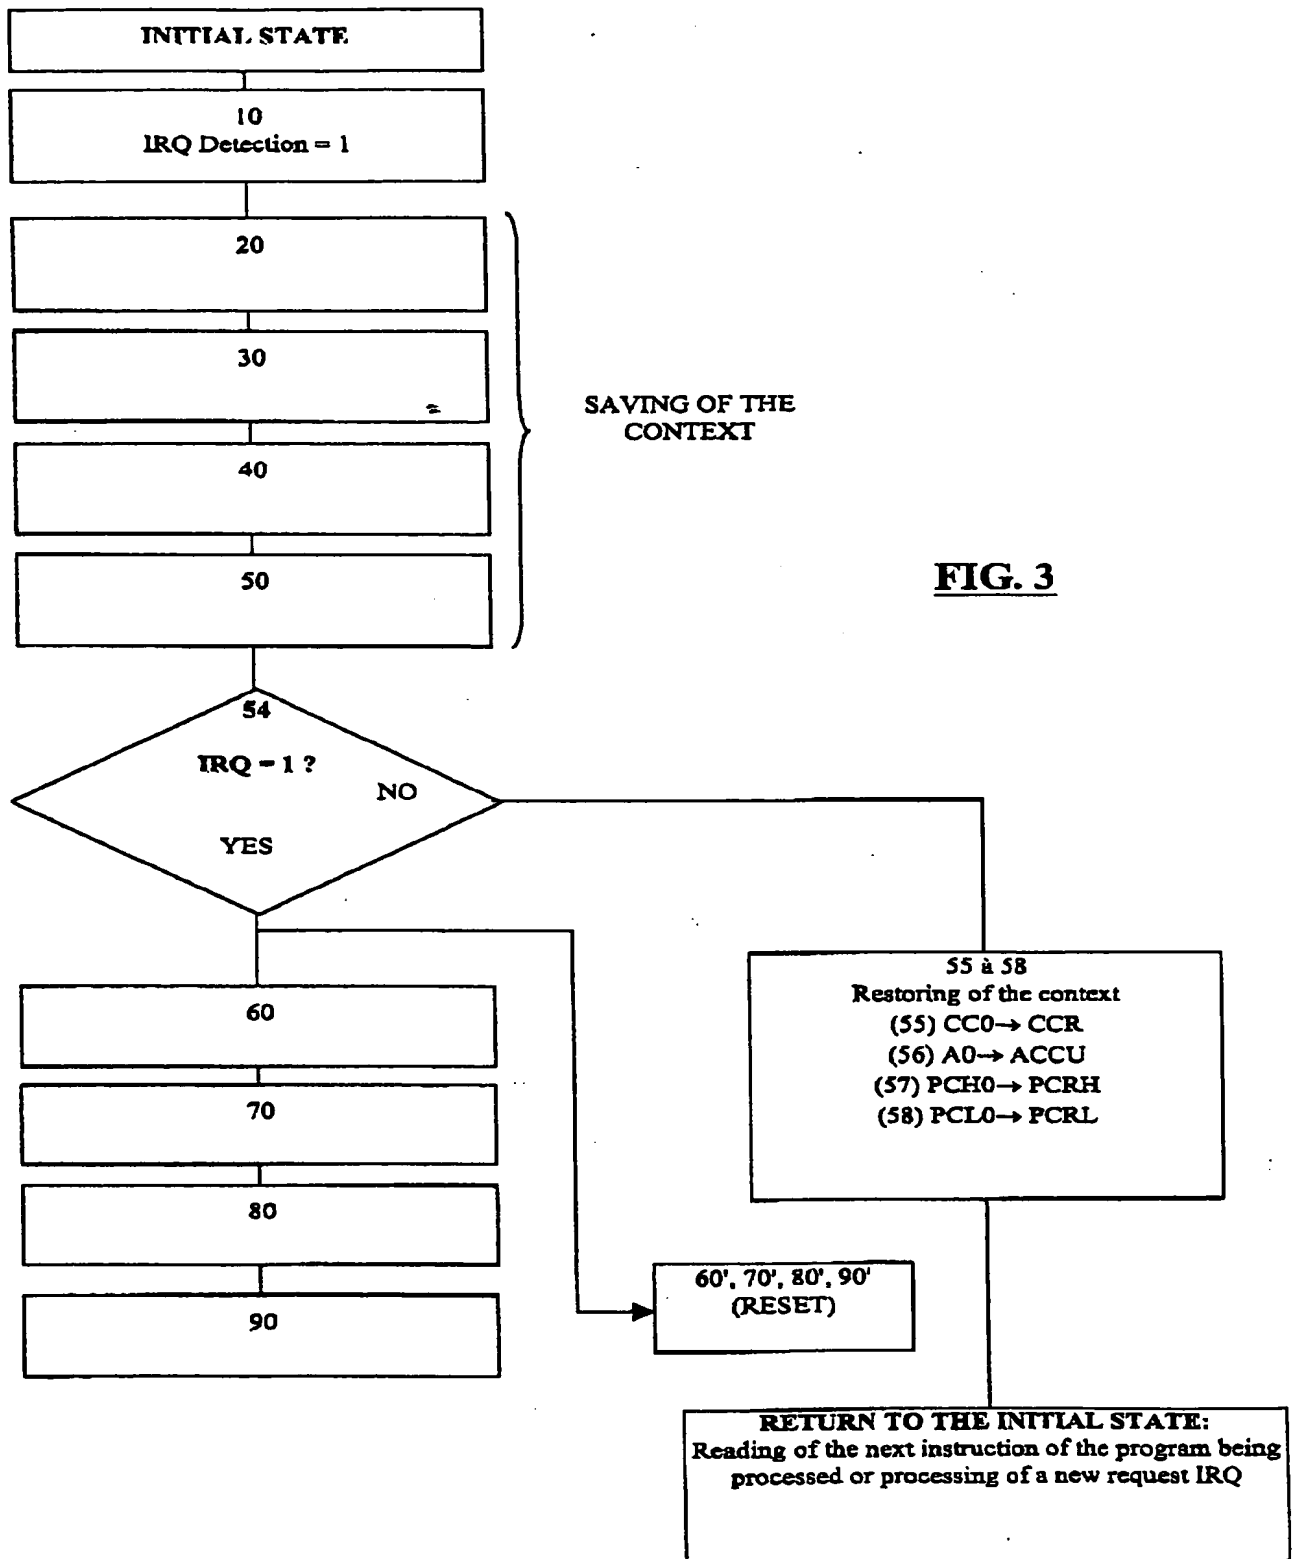 INITIAL STATE
10
IRQ Detection = 1
20
30
40
50
SAVING OF THE
CONTEXT
FIG. 3
54
IRQ = 1 ?
NO
YES
60
70
80
90
55 à 58
Restoring of the context
(55) CC0→ CCR
(56) A0→ ACCU
(57) PCH0→ PCRH
(58) PCL0→ PCRL
60', 70', 80', 90'
(RESET)
RETURN TO THE INITIAL STATE:
Reading of the next instruction of the program being
processed or processing of a new request IRQ